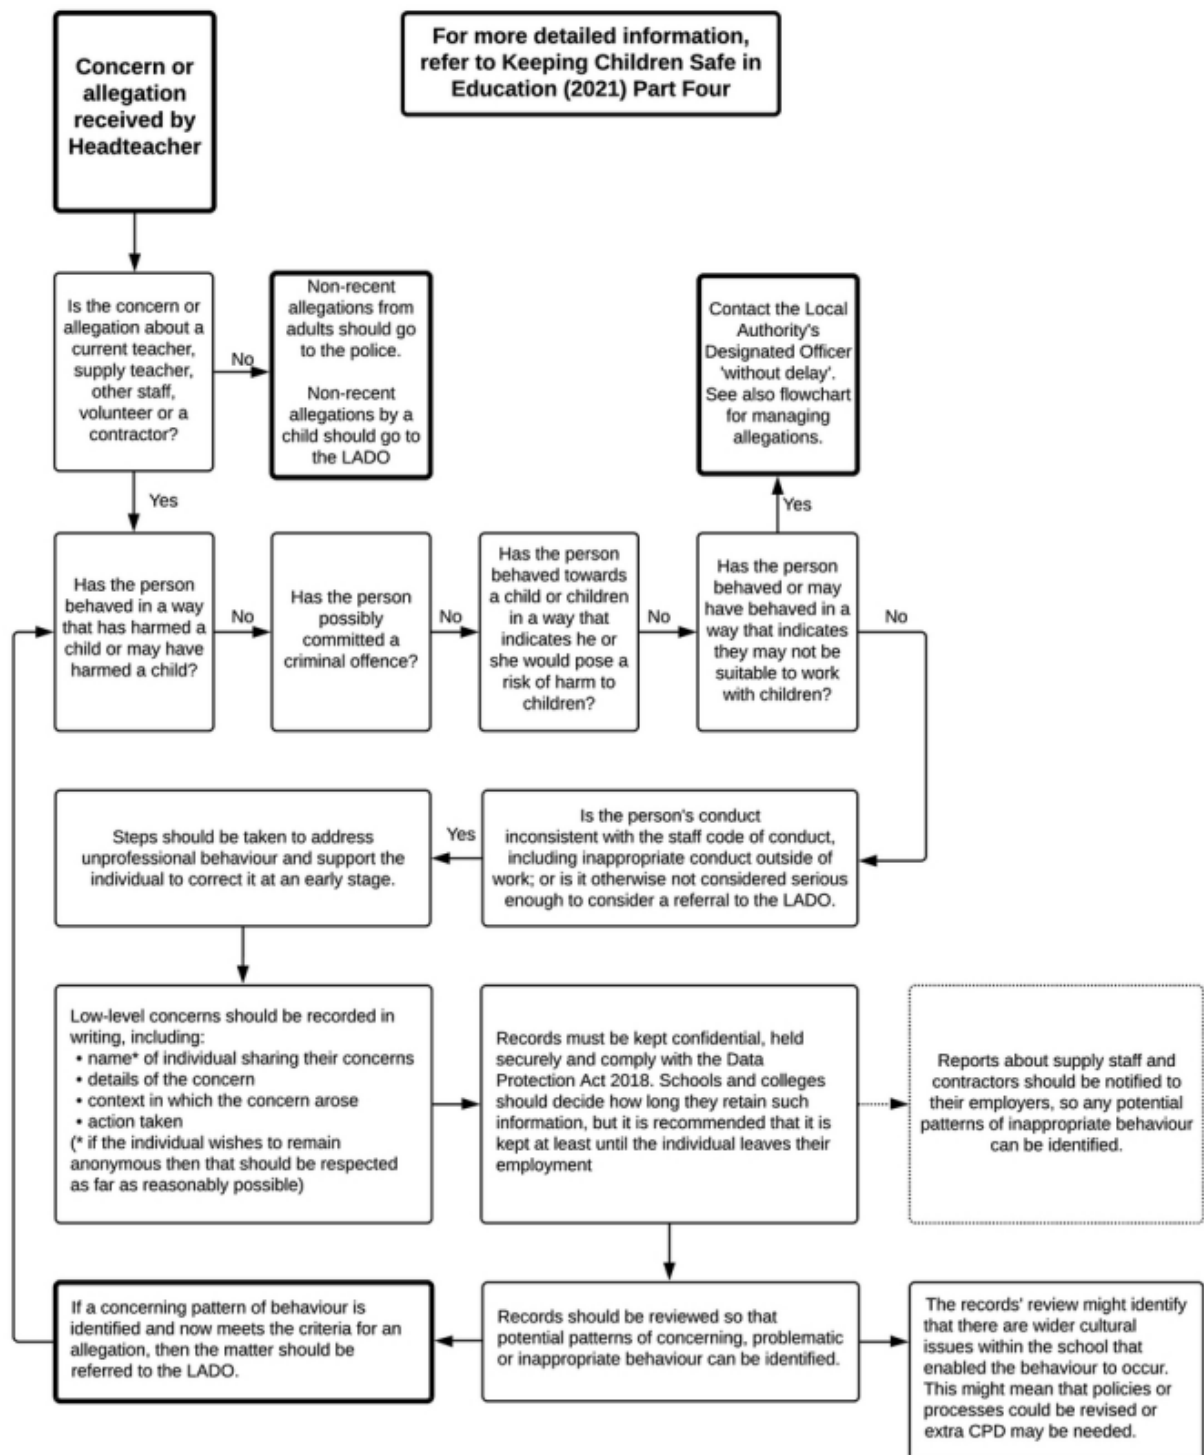 Concern or
allegation
received by
Headteacher
For more detailed information,
refer to Keeping Children Safe in
Education (2021) Part Four
Is the concern or
allegation about a
current teacher,
supply teacher,
other staff,
volunteer or a
contractor?
No
Non-recent
allegations from
adults should go
to the police.
Non-recent
allegations by a
child should go to
the LADO
Contact the Local
Authority's
Designated Officer
'without delay'.
See also flowchart
for managing
allegations.
Yes
Yes
Has the person
behaved in a way
that has harmed a
child or may have
harmed a child?
No
Has the person
possibly
committed a
criminal offence?
No
Has the person
behaved towards
a child or children
in a way that
indicates he or
she would pose a
risk of harm to
children?
No
Has the person
behaved or may
have behaved in a
way that indicates
they may not be
suitable to work
with children?
No
Steps should be taken to address
unprofessional behaviour and support the
individual to correct it at an early stage.
Yes
Is the person's conduct
inconsistent with the staff code of conduct,
including inappropriate conduct outside of
work; or is it otherwise not considered serious
enough to consider a referral to the LADO.
Low-level concerns should be recorded in
writing, including:
• name* of individual sharing their concerns
• details of the concern
• context in which the concern arose
• action taken
(* if the individual wishes to remain
anonymous then that should be respected
as far as reasonably possible)
Records must be kept confidential, held
securely and comply with the Data
Protection Act 2018. Schools and colleges
should decide how long they retain such
information, but it is recommended that it is
kept at least until the individual leaves their
employment
Reports about supply staff and
contractors should be notified to
their employers, so any potential
patterns of inappropriate behaviour
can be identified.
If a concerning pattern of behaviour is
identified and now meets the criteria for an
allegation, then the matter should be
referred to the LADO.
Records should be reviewed so that
potential patterns of concerning, problematic
or inappropriate behaviour can be identified.
The records' review might identify
that there are wider cultural
issues within the school that
enabled the behaviour to occur.
This might mean that policies or
processes could be revised or
extra CPD may be needed.